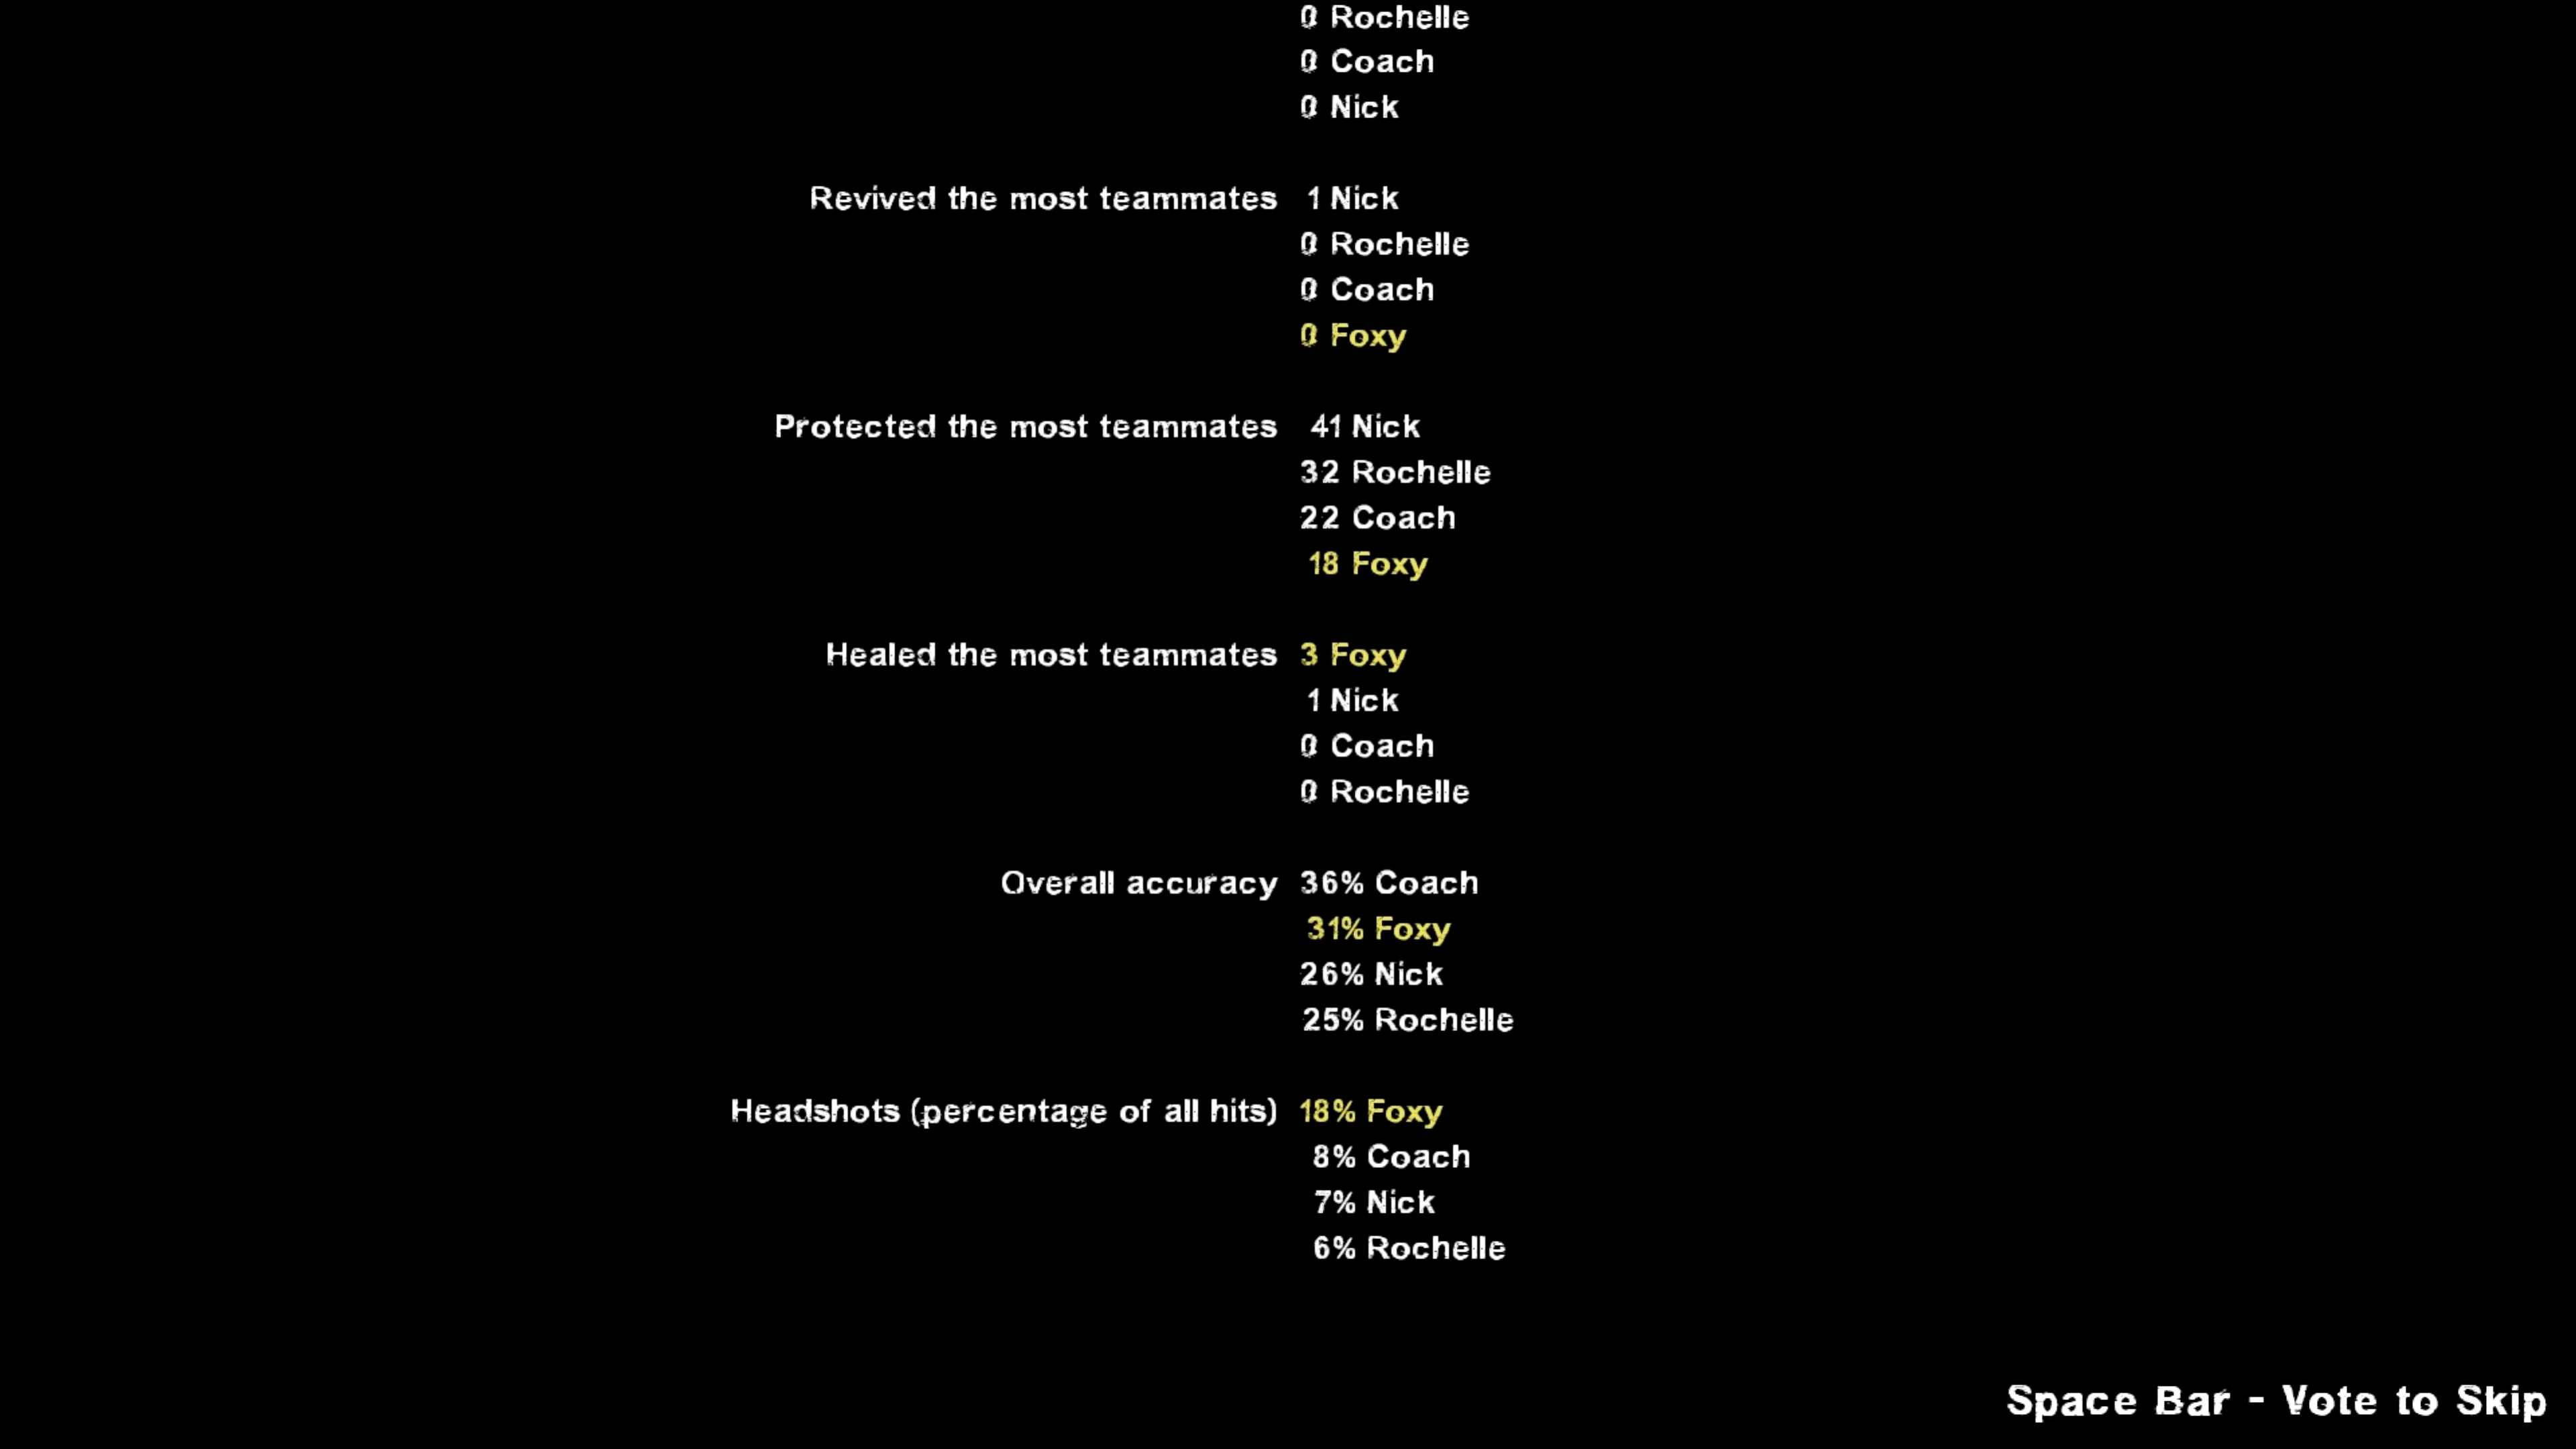 0 Rochelle
0 Coach
0 Nick
Revived the most teammates 1 Nick
0 Rochelle
0 Coach
0 Foxy
Protected the most teammates 41 Nick
32 Rochelle
22 Coach
18 Foxy
Healed the most teammates 3 Foxy
1 Nick
0 Coach
0 Rochelle
Overall accuracy 36% Coach
31% Foxy
26% Nick
25% Rochelle
Headshots (percentage of all hits) 18% Foxy
8% Coach
7% Nick
6% Rochelle
Space Bar - Vote to Skip